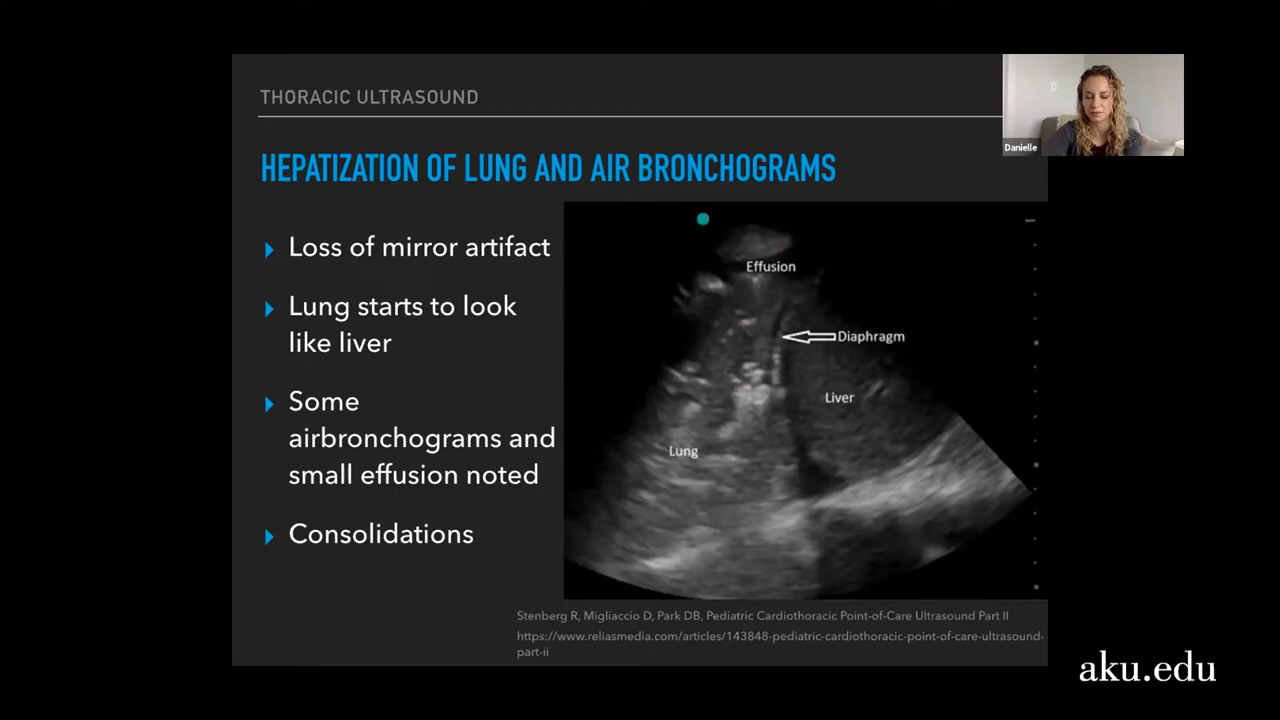 THORACIC ULTRASOUND
Danielle
HEPATIZATION OF LUNG AND AIR BRONCHOGRAMS
Loss of mirror artifact
Lung starts to look
like liver
Some
airbronchograms and
small effusion noted
Consolidations
Effusion
Diaphragm
Liver
Lung
Stenberg R, Migliaccio D, Park DB, Pediatric Cardiothoracic Point-of-Care Ultrasound Part II
https://www.reliasmedia.com/articles/143848-pediatric-cardiothoracic-point-of-care-ultrasound-
part-ii
aku.edu